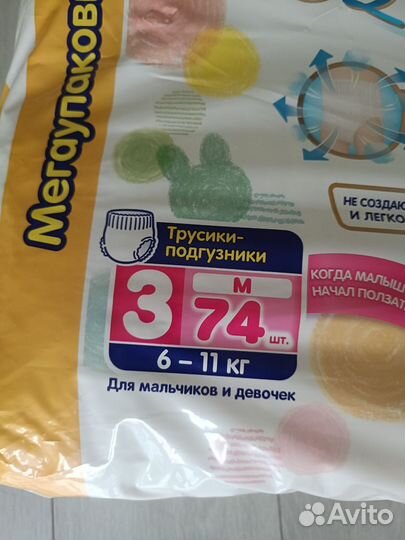 Мегаупаковк
НЕ СОЗДАЮ
И ЛЕГКО
Трусики-
подгузники
КОГДА МАЛЫШ
НАЧАЛ ПОЛЗАТ
3
M
74 шт.
6 – 11 кг
Для мальчиков и девочек
Avito